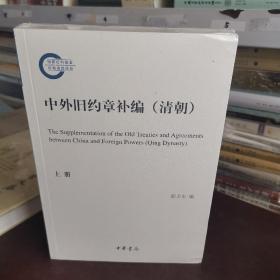 中外旧约章补编（清朝）
The Supplementation of the Old Treaties and Agreements
between China and Foreign Powers (Qing Dynasty)
上册
编
中华书局